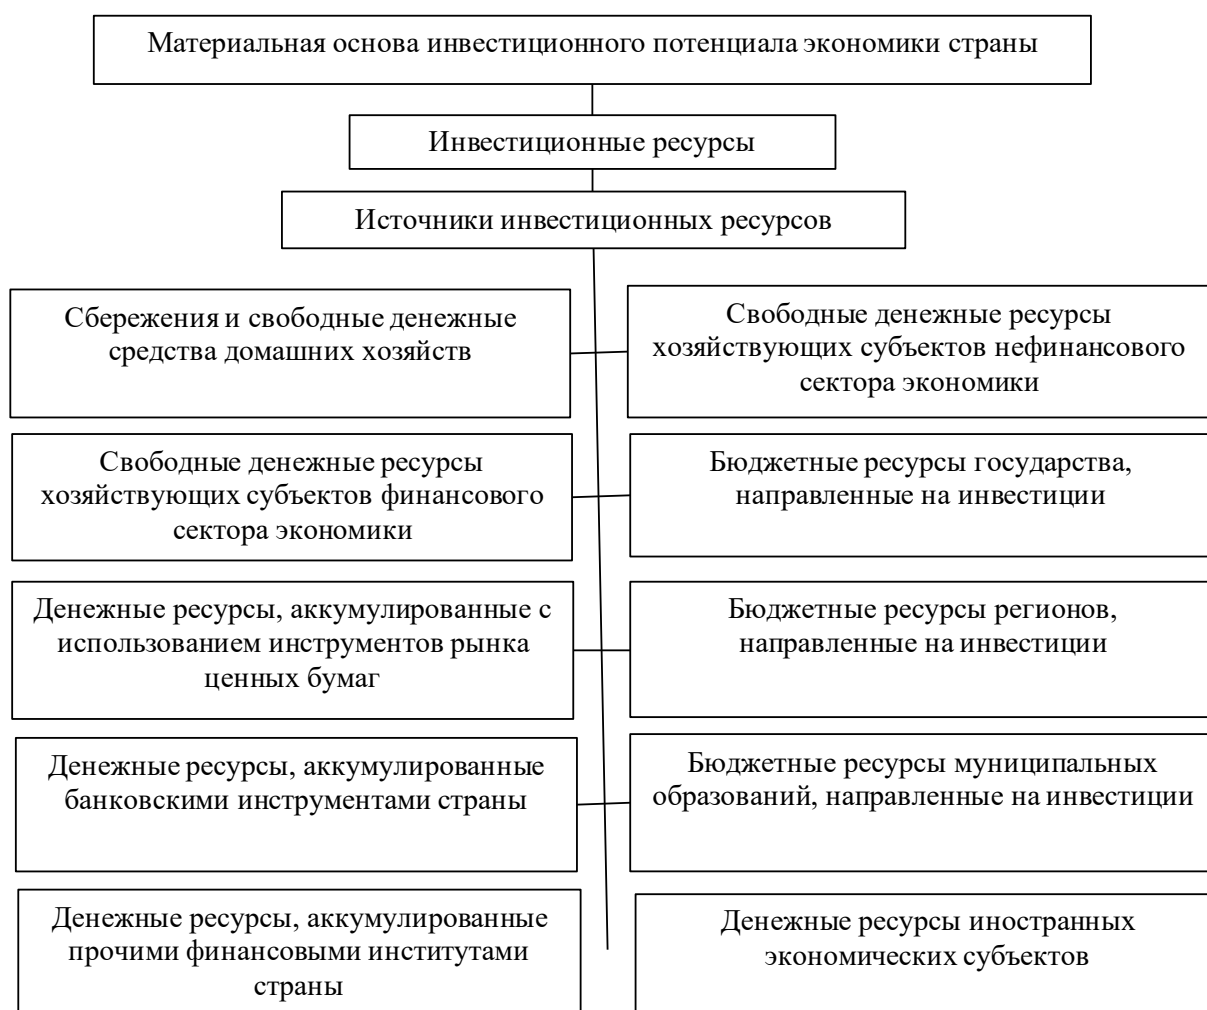 Материальная основа инвестиционного потенциала экономики страны
Инвестиционные ресурсы
Источники инвестиционных ресурсов
Сбережения и свободные денежные
средства домашних хозяйств
Свободные денежные ресурсы
хозяйствующих субъектов нефинансового
сектора экономики
Свободные денежные ресурсы
хозяйствующих субъектов финансового
сектора экономики
Бюджетные ресурсы государства,
направленные на инвестиции
Денежные ресурсы, аккумулированные с
использованием инструментов рынка
ценных бумаг
Бюджетные ресурсы регионов,
направленные на инвестиции
Денежные ресурсы, аккумулированные
банковскими инструментами страны
Бюджетные ресурсы муниципальных
образований, направленные на инвестиции
Денежные ресурсы, аккумулированные
прочими финансовыми институтами
страны
Денежные ресурсы иностранных
экономических субъектов